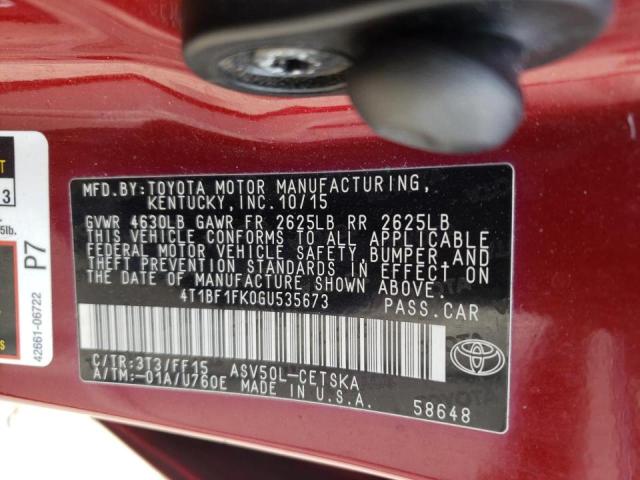 MFD.BY:TOYOTA MOTOR MANUFACTURING,
KENTUCKY,INC.10/15
GVWR 4630LB GAWR FR 2625LB RR 2625LB
THIS VEHICLE CONFORMS TO ALL APPLICABLE
FEDERAL MOTOR VEHICLE SAFETY,BUMPER,AND
THEFT PREVENTION STANDARDS IN EFFECT ON
THE DATE OF MANUFACTURE SHOWN ABOVE.
4T1BF1FK0GU535673
PASS.CAR
C/TR:3T3/FF15 ASV50L-CETSKA
A/TM:-01A/U760E MADE IN U.S.A.
58648
3
5lb.
P7
42661-06722